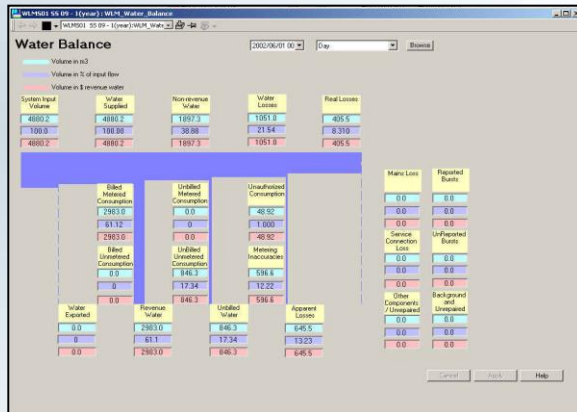 WLMS01 SS 09 - 1(year) : WLM_Water_Balance
WLMS01 SS 09 - 1(year):WLM_Wate
Water Balance
2002/06/01 00
Day
Browse
Volume in m3
Volume in % of input flow
Volume in $ revenue water
System Input Volume
4880.2
100.0
4880.2
Water Supplied
4880.2
100.00
4880.2
Non-revenue Water
1897.3
38.88
1897.3
Water Losses
1051.0
21.54
1051.0
Real Losses
405.5
8.310
405.5
Billed Metered Consumption
2983.0
61.12
2983.0
Unbilled Metered Consumption
0.0
0
0.0
Unauthorized Consumption
48.92
1.000
48.92
Billed Unmetered Consumption
0.0
0
0.0
UnBilled Unmetered Consumption
846.3
17.34
846.3
Metering Inaccuracies
596.6
12.22
596.6
Water Exported
0.0
0
0.0
Revenue Water
2983.0
61.1
2983.0
Unbilled Water
846.3
17.34
846.3
Apparent Losses
645.5
13.23
645.5
Mains Loss
0.0
0.0
0.0
Reported Bursts
0.0
0.0
0.0
Service Connection Loss
0.0
0.0
0.0
UnReported Bursts
0.0
0.0
0.0
Other Components / Unrepaired
0.0
0.0
0.0
Background and Unrepaired
0.0
0.0
0.0
Cancel
Apply
Help